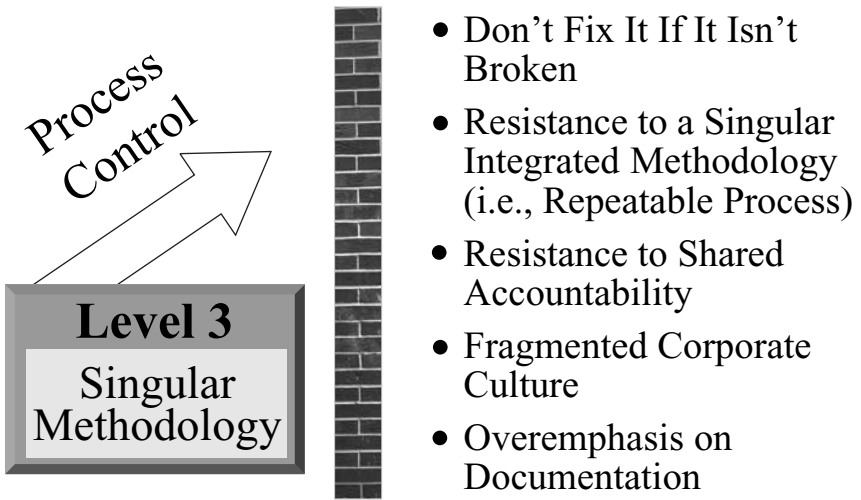 Process
Control
Level 3
Singular
Methodology
• Don’t Fix It If It Isn’t
Broken
• Resistance to a Singular
Integrated Methodology
(i.e., Repeatable Process)
• Resistance to Shared
Accountability
• Fragmented Corporate
Culture
• Overemphasis on
Documentation